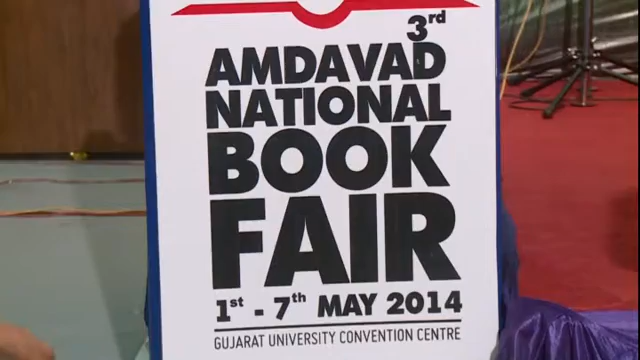 3rd
AMDAVAD
NATIONAL
BOOK
FAIR
1st - 7th MAY 2014
GUJARAT UNIVERSITY CONVENTION CENTRE